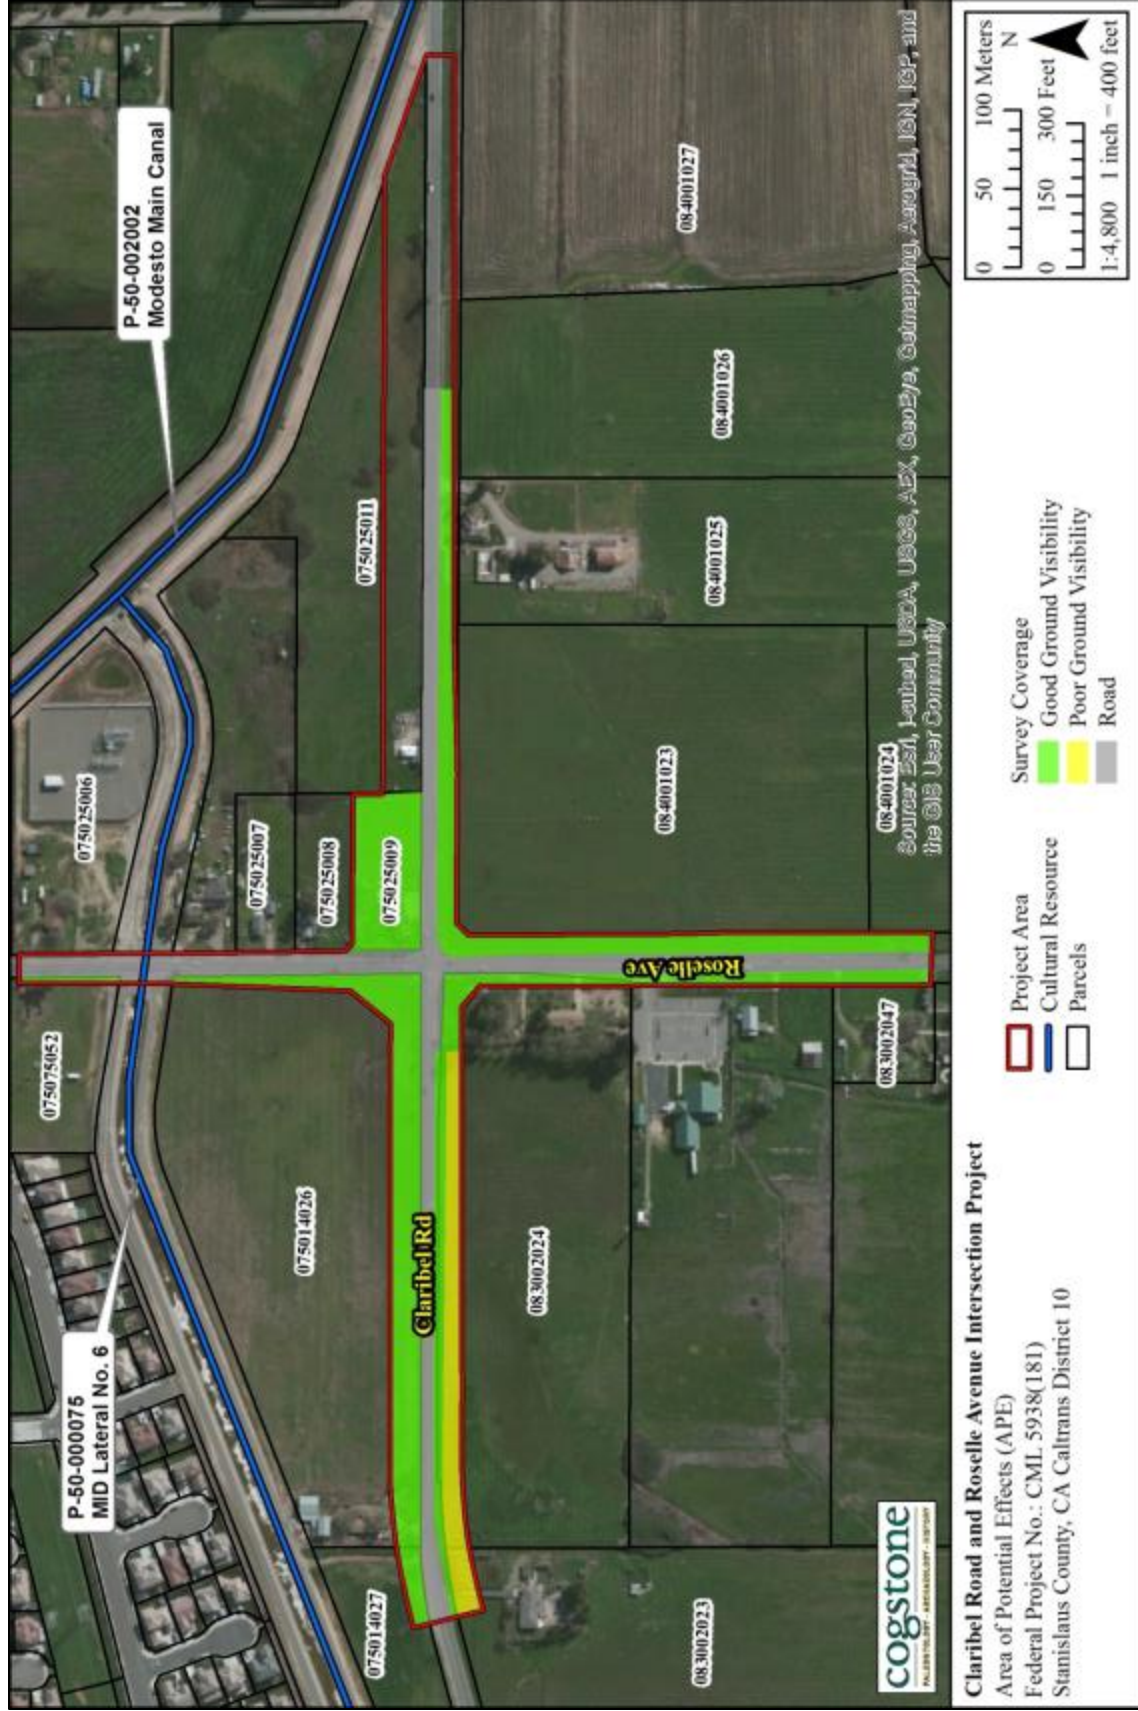 P-50-000075
MID Lateral No. 6
P-50-002002
Modesto Main Canal
075075052
075025006
075025007
075025008
075025009
075025011
075014026
075014027
Claribel Rd
Roselle Ave
083002024
083002023
083002047
084001023
084001024
084001025
084001026
084001027
Source: Esri, i-cubed, USDA, USGS, AEX, GeoEye, Getmapping, Aerogrid, IGN, IGP, and
the GIS User Community
cogstone
PALEONTOLOGY - ARCHAEOLOGY - HISTORY
Claribel Road and Roselle Avenue Intersection Project
Area of Potential Effects (APE)
Federal Project No.: CML 5938(181)
Stanislaus County, CA Caltrans District 10
Project Area
Cultural Resource
Parcels
Survey Coverage
Good Ground Visibility
Poor Ground Visibility
Road
0 50 100 Meters
N
0 150 300 Feet
1:4,800 1 inch = 400 feet